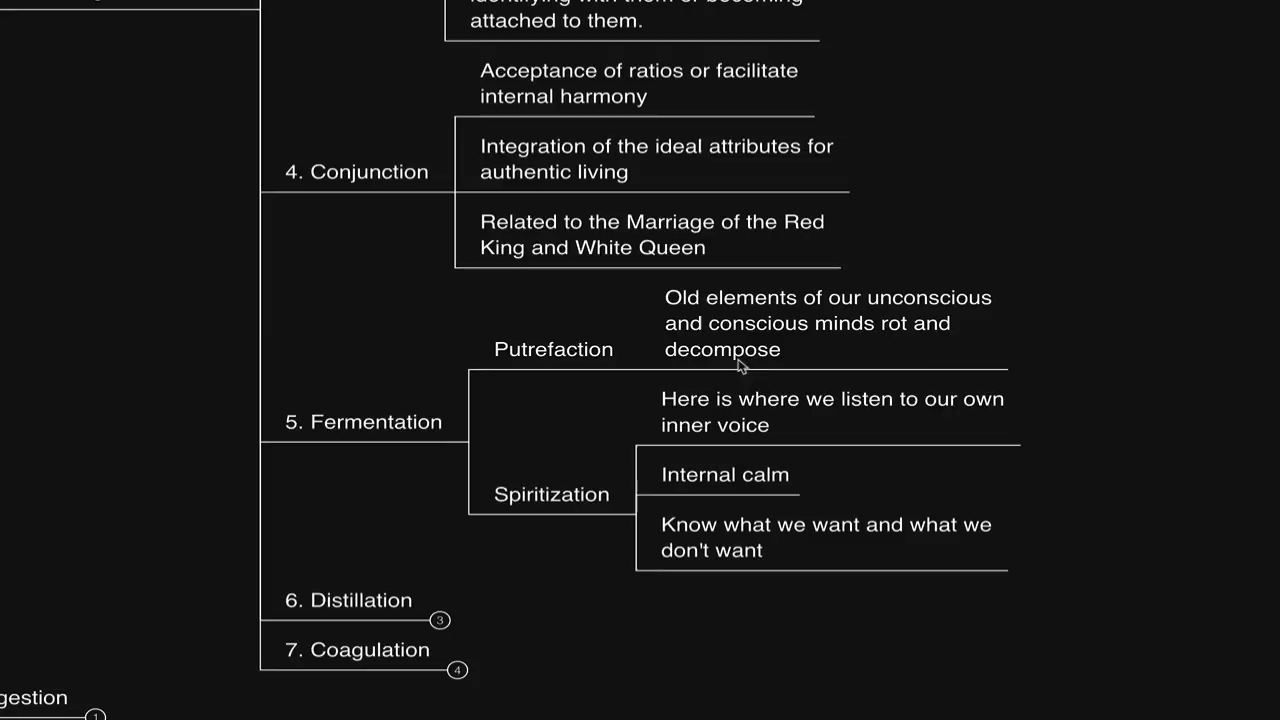 attached to them.
Acceptance of ratios or facilitate
internal harmony
Integration of the ideal attributes for
authentic living
4. Conjunction
Related to the Marriage of the Red
King and White Queen
Old elements of our unconscious
and conscious minds rot and
decompose
Putrefaction
Here is where we listen to our own
inner voice
5. Fermentation
Internal calm
Spiritization
Know what we want and what we
don't want
6. Distillation
3
7. Coagulation
4
gestion
1